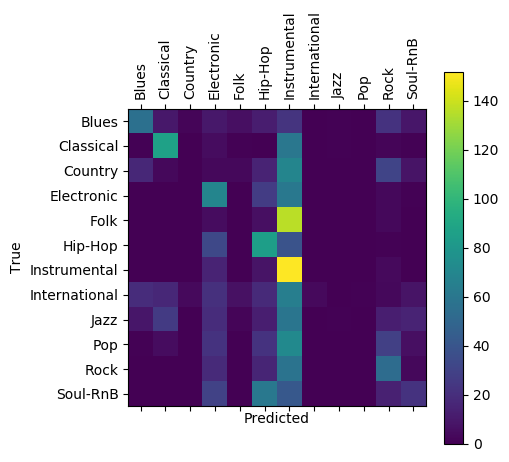 Blues
Classical
Country
Electronic
Folk
Hip-Hop
Instrumental
International
Jazz
Pop
Rock
Soul-RnB
True
Blues
Classical
Country
Electronic
Folk
Hip-Hop
Instrumental
International
Jazz
Pop
Rock
Soul-RnB
Predicted
140
120
100
80
60
40
20
0